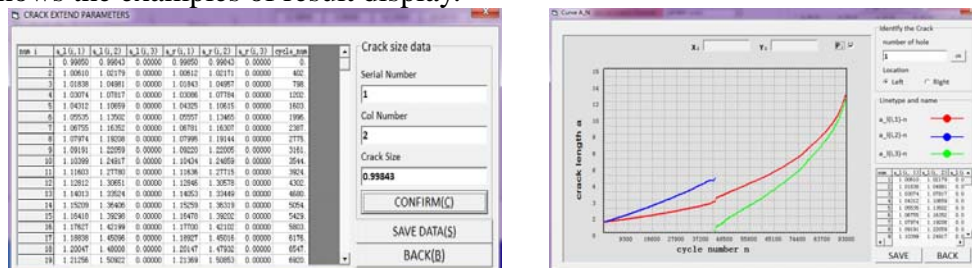 the examples of result display.
CRACK EXTEND PARAMETERS
num i a_l(i,1) a_l(i,2) a_l(i,3) a_r(i,1) a_r(i,2) a_r(i,3) cycle_num
1 0.99850 0.99843 0.00000 0.99850 0.99843 0.00000 0.
2 1.00610 1.02179 0.00000 1.00612 1.02171 0.00000 402.
3 1.01838 1.04981 0.00000 1.01843 1.04957 0.00000 798.
4 1.03074 1.07817 0.00000 1.03086 1.07784 0.00000 1202.
5 1.04312 1.10659 0.00000 1.04325 1.10615 0.00000 1603.
6 1.05535 1.13502 0.00000 1.05557 1.13465 0.00000 1996.
7 1.06755 1.16352 0.00000 1.06781 1.16307 0.00000 2387.
8 1.07974 1.19208 0.00000 1.07995 1.19144 0.00000 2775.
9 1.09191 1.22059 0.00000 1.09220 1.22005 0.00000 3161.
10 1.10399 1.24917 0.00000 1.10434 1.24859 0.00000 3544.
11 1.11603 1.27780 0.00000 1.11636 1.27715 0.00000 3924.
12 1.12812 1.30651 0.00000 1.12846 1.30578 0.00000 4302.
13 1.14013 1.33524 0.00000 1.14053 1.33449 0.00000 4680.
14 1.15209 1.36406 0.00000 1.15259 1.36319 0.00000 5054.
15 1.16418 1.39298 0.00000 1.16478 1.39202 0.00000 5429.
16 1.17627 1.42199 0.00000 1.17700 1.42102 0.00000 5803.
17 1.18838 1.45096 0.00000 1.18927 1.45016 0.00000 6176.
18 1.20047 1.48000 0.00000 1.20147 1.47932 0.00000 6547.
19 1.21256 1.50922 0.00000 1.21369 1.50853 0.00000 6920.
Crack size data
Serial Number
1
Col Number
2
Crack Size
0.99843
CONFIRM(C)
SAVE DATA(S)
BACK(B)
Curve A_N
X: Y:
crack length a
cycle number n
Identify the Crack
number of hole
1
Location
Left Right
Linetype and name
a_l(i,1)-n
a_l(i,2)-n
a_l(i,3)-n
SAVE BACK